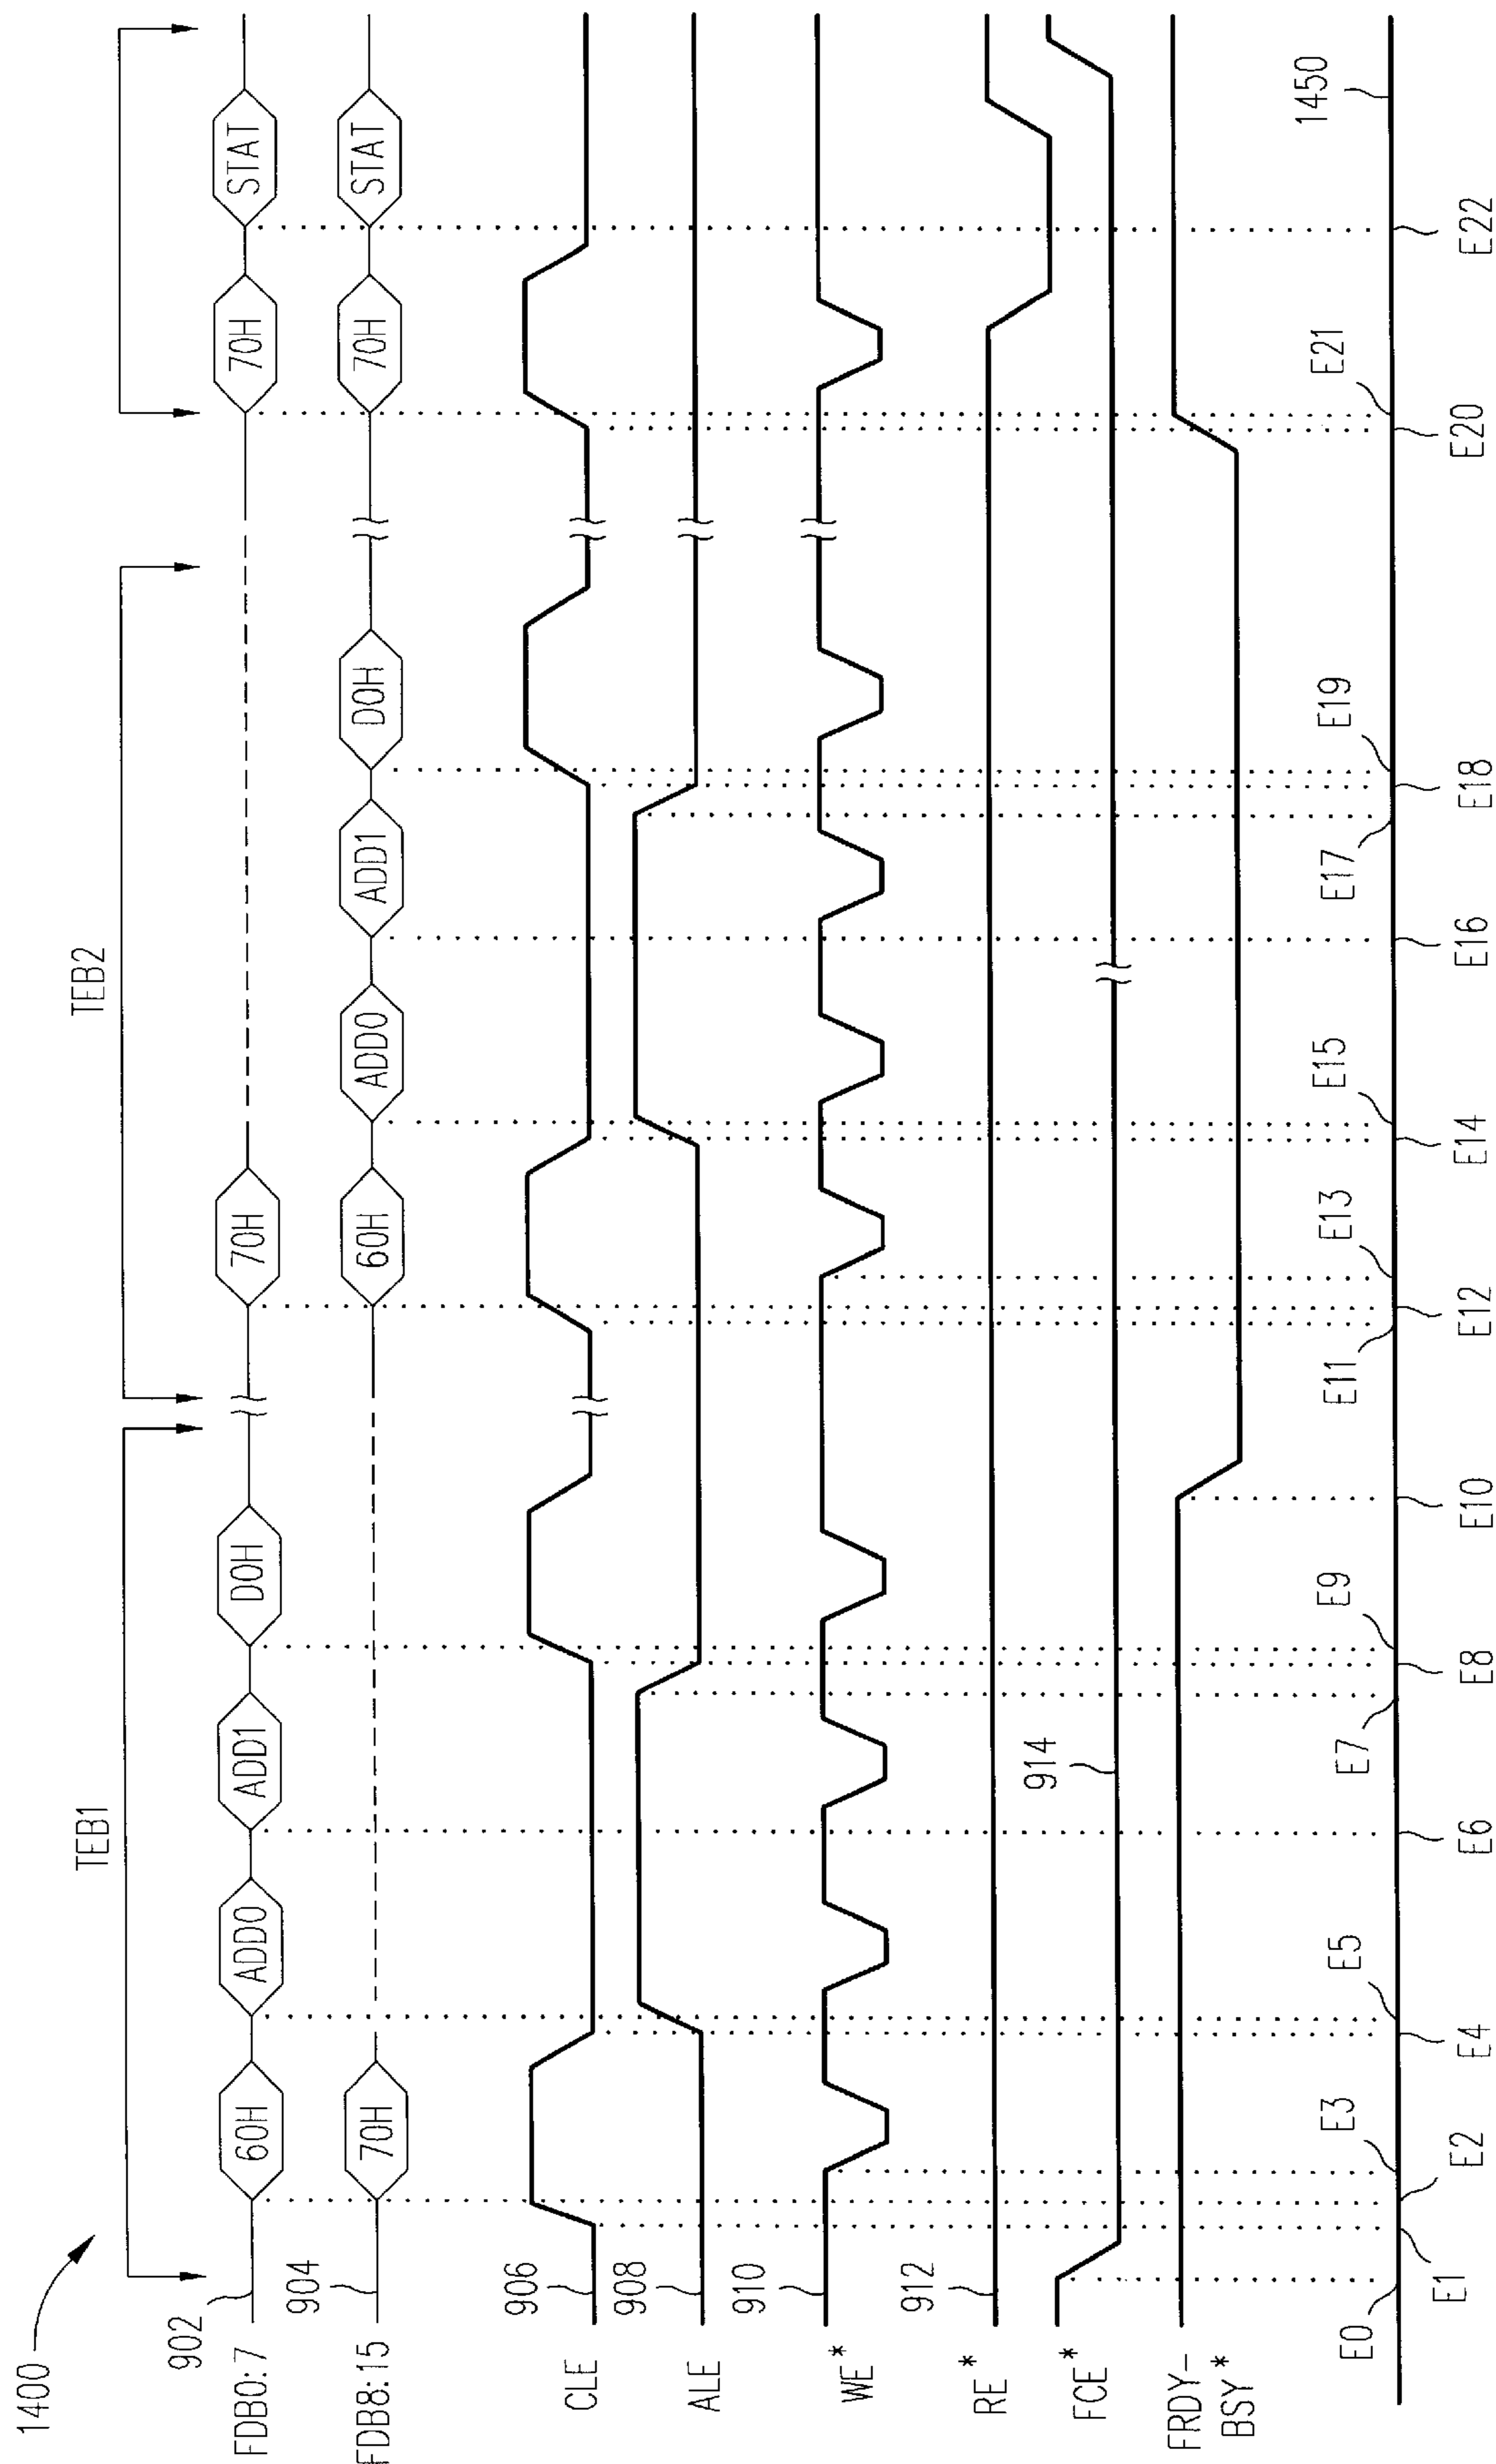 1400
TEB1
TEB2
902
FDB0:7
60H
ADD0
ADD1
D0H
70H
70H
STAT
904
FDB8:15
70H
60H
ADD0
ADD1
D0H
70H
STAT
906
CLE
908
ALE
910
WE*
912
RE*
914
FCE*
FRDY-
BSY*
1450
E0
E1
E2
E3
E4
E5
E6
E7
E8
E9
E10
E11
E12
E13
E14
E15
E16
E17
E18
E19
E20
E21
E22